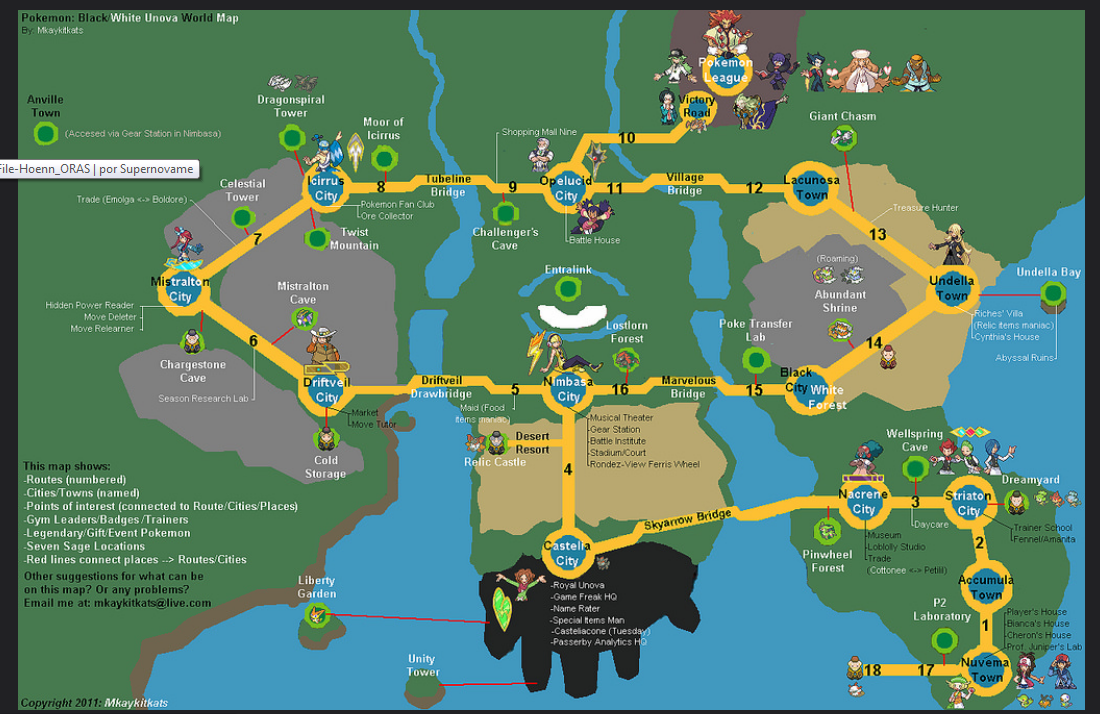 Pokemon: Black/White Unova World Map
By: Mkaykitkats
Pokemon
League
Victory
Road
Anville
Town
(Accesed via Gear Station in Nimbasa)
Dragonspiral
Tower
Moor of
Icirrus
Shopping Mall Nine
10
Giant Chasm
File-Hoenn_ORAS | por Supernovame
Celestial
Tower
Trade (Emolga <-> Boldore)
Icirrus
City
8
Tubeline
Bridge
9
Opelucid
City
11
Village
Bridge
12
Lacunosa
Town
Pokemon Fan Club
Ore Collector
Treasure Hunter
7
Twist
Mountain
Challenger's
Cave
Battle House
13
Mistralton
City
Mistralton
Cave
Entralink
(Roaming)
Abundant
Shrine
Undella
Town
Undella Bay
Hidden Power Reader
Move Deleter
Move Relearner
Riches' Villa
(Relic items maniac)
Cynthia's House
Abyssal Ruins
6
Chargestone
Cave
Season Research Lab
Lostlorn
Forest
Poke Transfer
Lab
14
Driftveil
City
Driftveil
Drawbridge
5
Nimbasa
City
16
Marvelous
Bridge
15
Black
City
White
Forest
Market
Move Tutor
Maid (Food
items maniac)
Musical Theater
-Gear Station
-Battle Institute
-Stadium/Court
-Rondez-View Ferris Wheel
Cold
Storage
Desert
Resort
Relic Castle
4
Wellspring
Cave
Dreamyard
This map shows:
-Routes (numbered)
-Cities/Towns (named)
-Points of interest (connected to Route/Cities/Places)
-Gym Leaders/Badges /Trainers
-Legendary/Gift/Event Pokemon
-Seven Sage Locations
-Red lines connect places --> Routes/Cities
Other suggestions for what can be
on this map? Or any problems?
Email me at: mkaykitkats@live.com
Skyarrow Bridge
Nacrene
City
3
Striaton
City
Daycare
Trainer School
Fennel/Amanita
Pinwheel
Forest
Museum
Loblolly Studio
Trade
(Cottonee <-> Petilil)
2
Castelia
City
Accumula
Town
-Royal Unova
-Game Freak HQ
-Name Rater
-Special Items Man
-Casteliacone (Tuesday)
-Passerby Analytics HQ
Liberty
Garden
P2
Laboratory
1
Player's House
Bianca's House
Cheron's House
Prof. Juniper's Lab
Unity
Tower
18
17
Nuvema
Town
Copyright 2011: Mkaykitkats